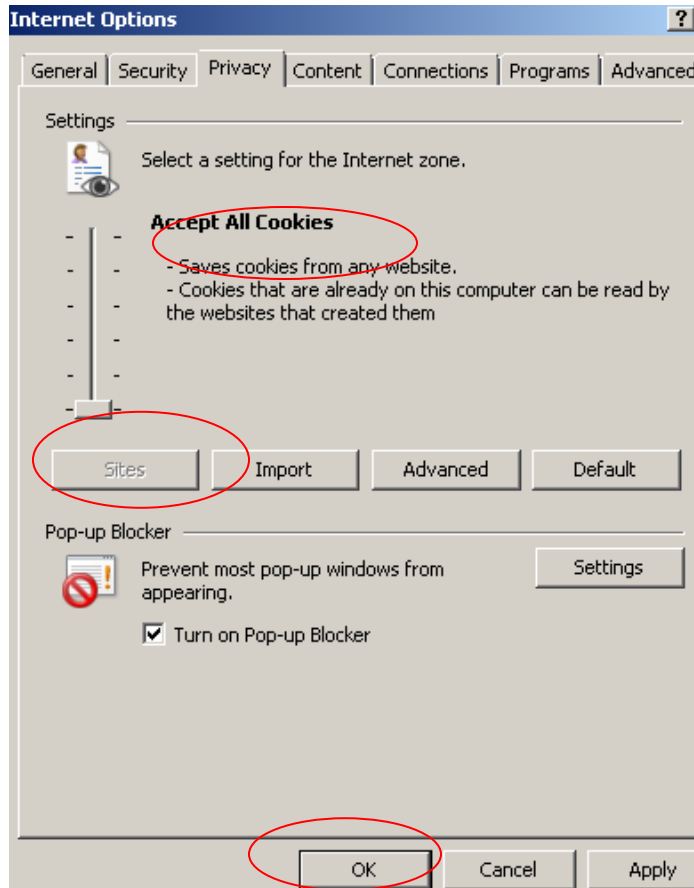 Internet Options ?
General Security Privacy Content Connections Programs Advanced
Settings
Select a setting for the Internet zone.
Accept All Cookies
- Saves cookies from any website.
- Cookies that are already on this computer can be read by
the websites that created them
Sites Import Advanced Default
Pop-up Blocker
Prevent most pop-up windows from
appearing.
Settings
Turn on Pop-up Blocker
OK Cancel Apply